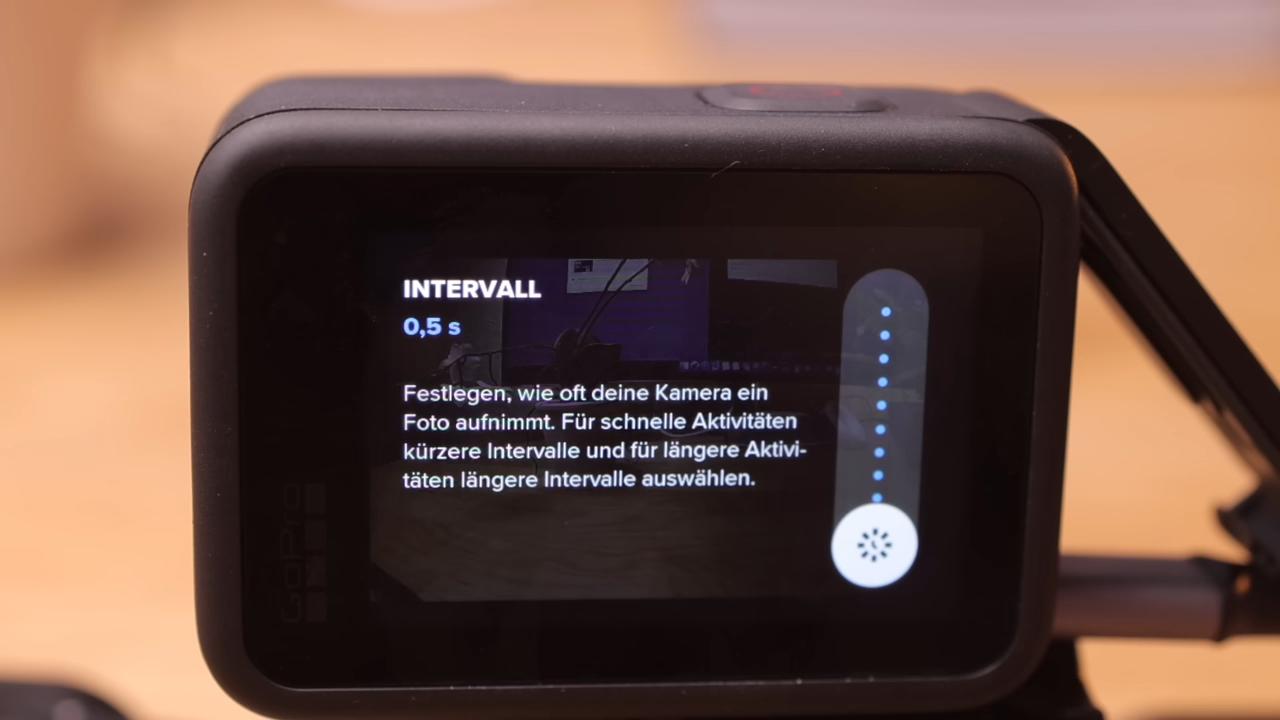 INTERVALL
0,5 s
Festlegen, wie oft deine Kamera ein
Foto aufnimmt. Für schnelle Aktivitäten
kürzere Intervalle und für längere Aktivi-
täten längere Intervalle auswählen.
GoPro